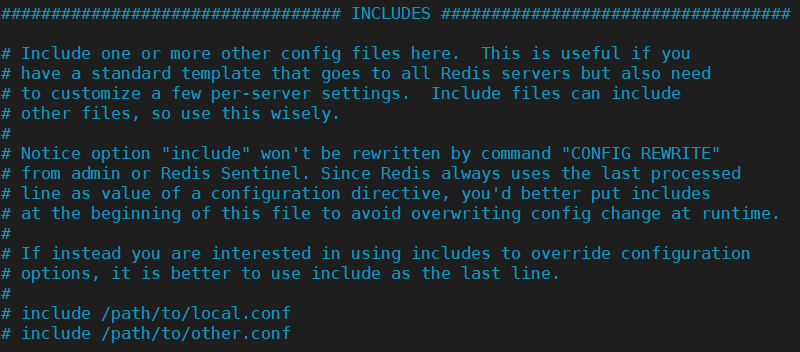 ################################## INCLUDES ###################################
# Include one or more other config files here.  This is useful if you
# have a standard template that goes to all Redis servers but also need
# to customize a few per-server settings.  Include files can include
# other files, so use this wisely.
#
# Notice option "include" won't be rewritten by command "CONFIG REWRITE"
# from admin or Redis Sentinel. Since Redis always uses the last processed
# line as value of a configuration directive, you'd better put includes
# at the beginning of this file to avoid overwriting config change at runtime.
#
# If instead you are interested in using includes to override configuration
# options, it is better to use include as the last line.
#
# include /path/to/local.conf
# include /path/to/other.conf